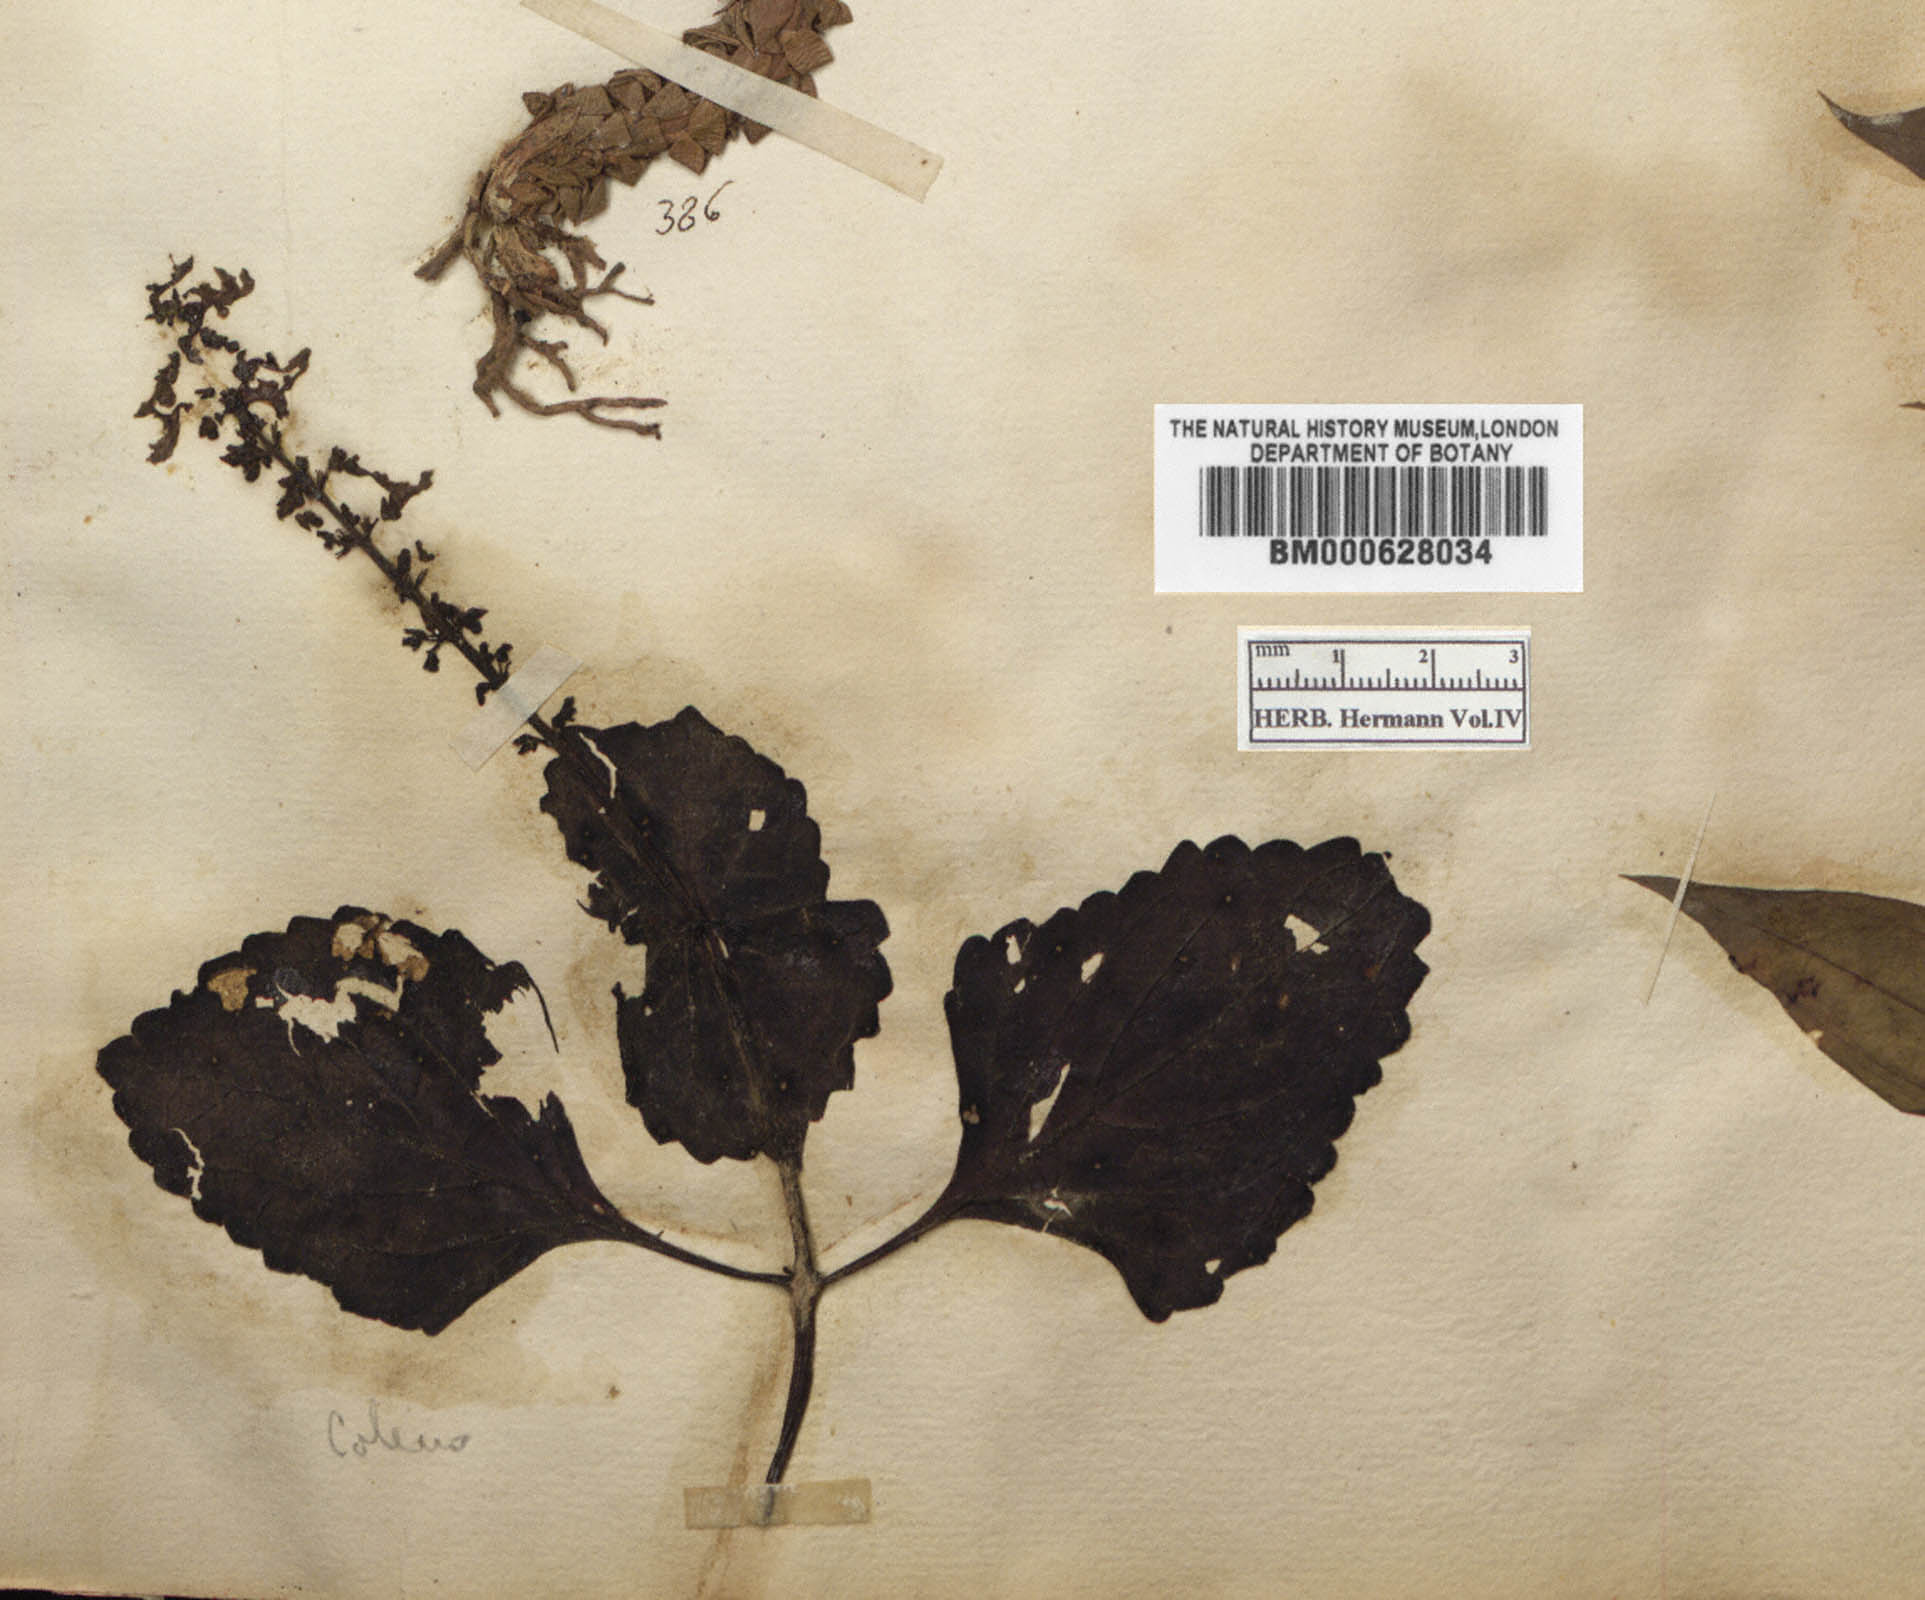 386
THE NATURAL HISTORY MUSEUM,LONDON
DEPARTMENT OF BOTANY
BM000628034
mm 1 2 3
HERB. Hermann Vol.IV
Coleus